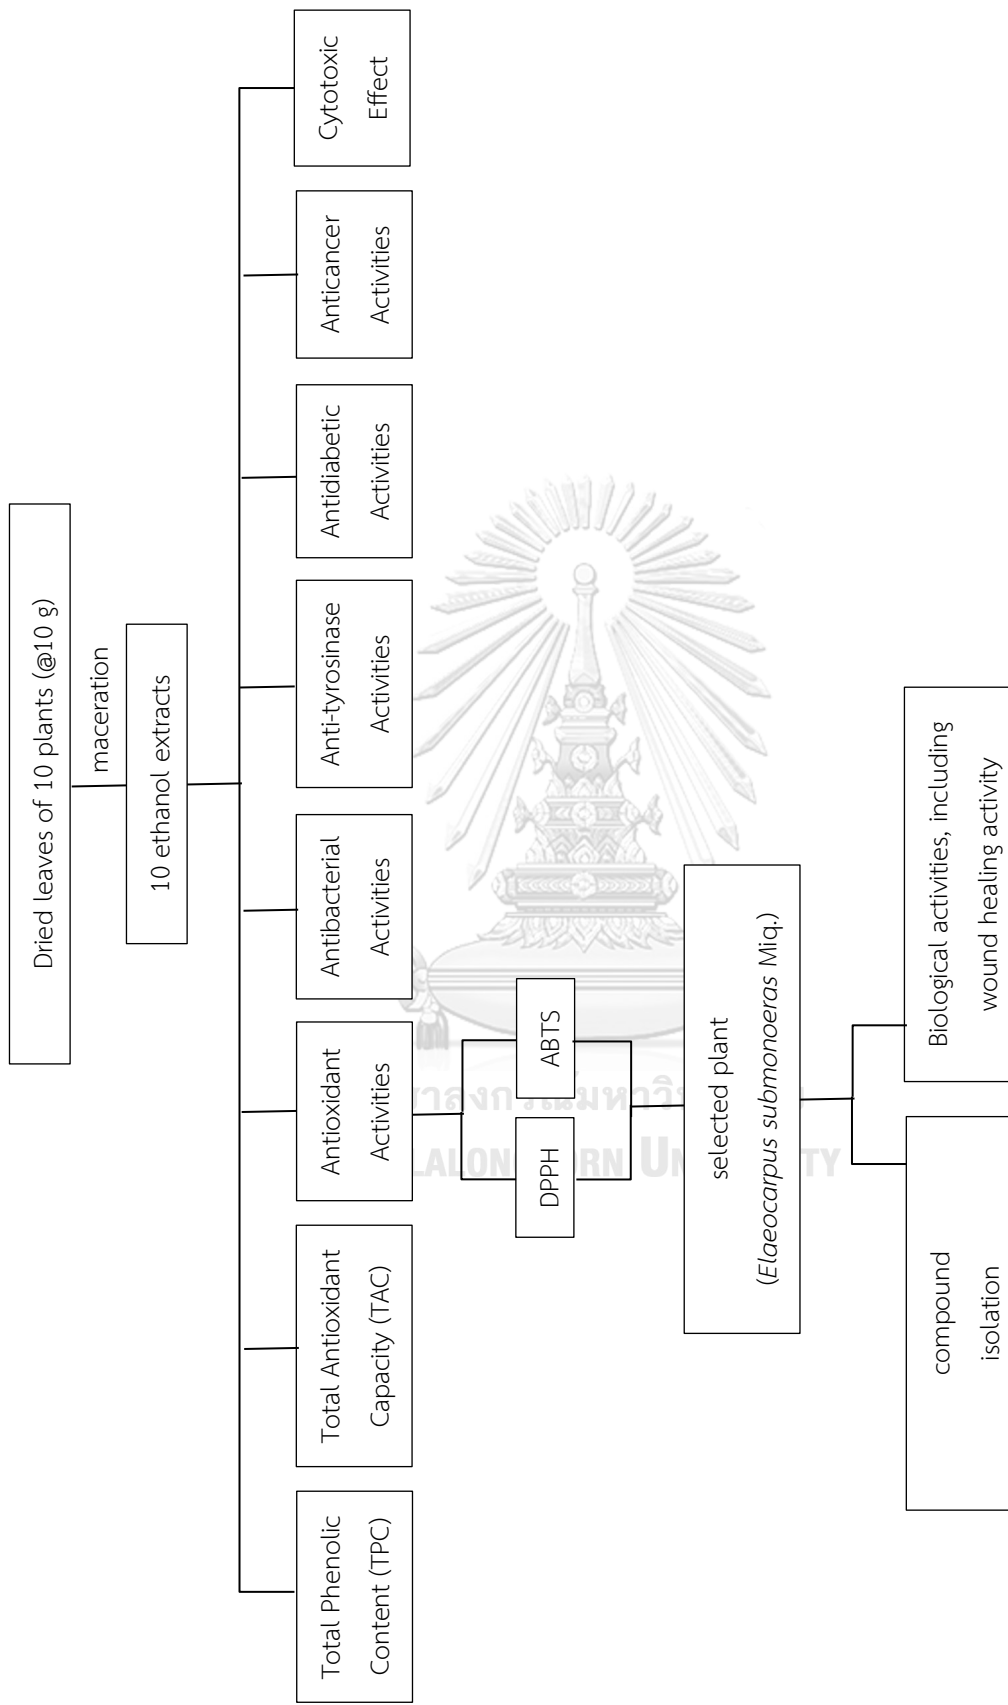 Dried leaves of 10 plants (@10 g)
maceration
10 ethanol extracts
Total Phenolic
Content (TPC)
Total Antioxidant
Capacity (TAC)
Antioxidant
Activities
Antibacterial
Activities
Anti-tyrosinase
Activities
Antidiabetic
Activities
Anticancer
Activities
Cytotoxic
Effect
DPPH
ABTS
selected plant
(Elaeocarpus submonoeras Miq.)
compound
isolation
Biological activities, including
wound healing activity